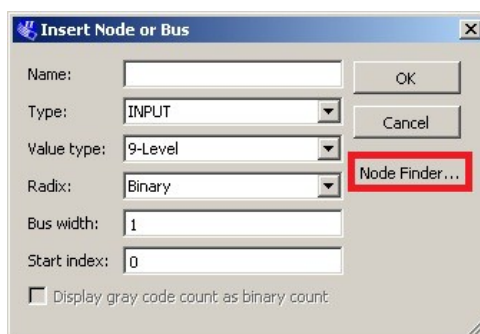 Insert Node or Bus
Name:
OK
Type: INPUT
Cancel
Value type: 9-Level
Node Finder...
Radix: Binary
Bus width: 1
Start index: 0
Display gray code count as binary count